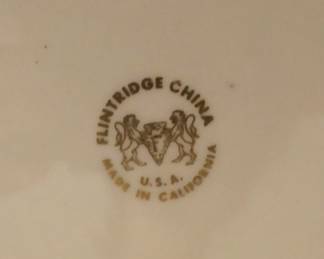 FLINTRIDGE CHINA
F
U.S.A.
MADE IN CALIFORNIA